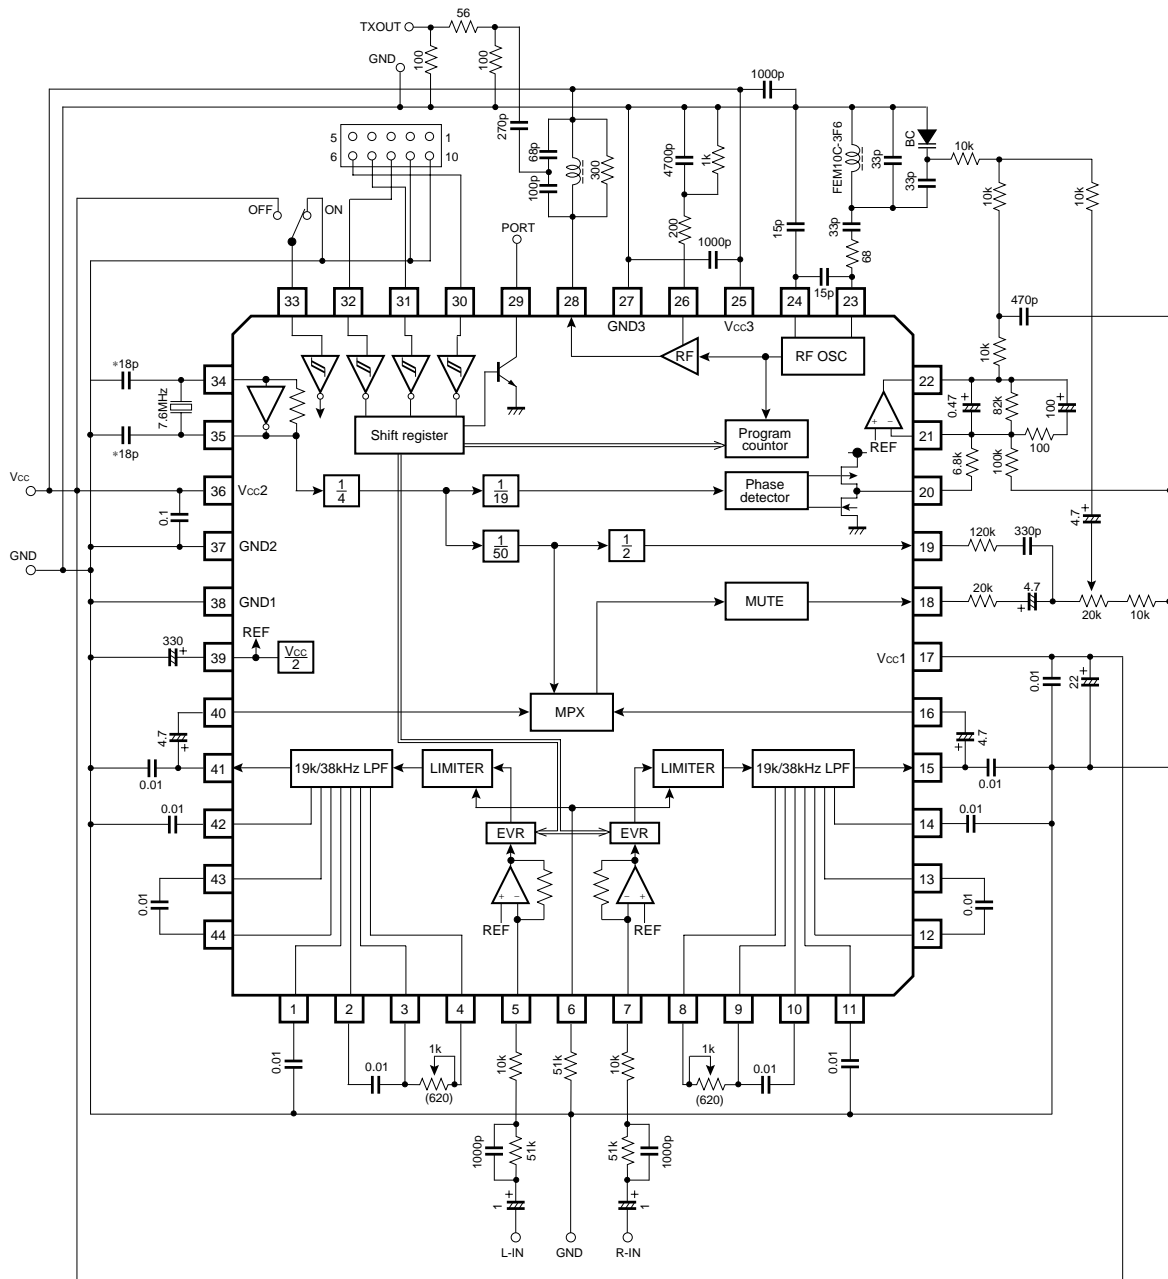 TXOUT
56
GND
100
100
1000p
270p
68p
100p
300
4700p
1k
200
1000p
15p
15p
FEM10C-3F6
33p
33p
33p
68
BC
10k
10k
10k
5
1
6
10
OFF
ON
PORT
33
32
31
30
29
28
27
26
25
24
23
GND3
Vcc3
470p
10k
*18p
7.6MHz
*18p
34
35
RF
RF OSC
22
0.47
+
82k
100
+
21
100
+
−
REF
6.8k
100k
20
Shift register
Program
countor
Phase
detector
Vcc
36
Vcc2
1
4
1
19
0.1
GND
37
GND2
1
50
1
2
19
120k
330p
4.7
+
38
GND1
MUTE
18
20k
4.7
+
20k
10k
330
+
39
REF
Vcc
2
Vcc1
17
0.01
22
+
40
MPX
16
4.7
+
4.7
+
41
19k/38kHz LPF
LIMITER
LIMITER
19k/38kHz LPF
15
0.01
0.01
0.01
42
EVR
EVR
14
0.01
43
13
0.01
+
−
−
+
0.01
44
REF
REF
12
1
2
3
4
5
6
7
8
9
10
11
0.01
0.01
1k
(620)
10k
51k
10k
1k
(620)
0.01
0.01
1000p
51k
51k
1000p
1
+
+
1
L-IN
GND
R-IN